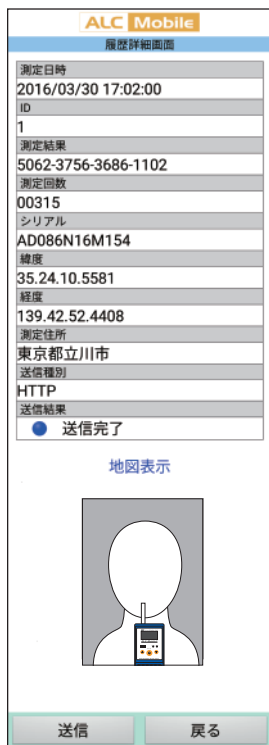 ALC Mobile
履歴詳細画面
測定日時
2016/03/30 17:02:00
ID
1
測定結果
5062-3756-3686-1102
測定回数
00315
シリアル
AD086N16M154
緯度
35.24.10.5581
経度
139.42.52.4408
測定住所
東京都立川市
送信種別
HTTP
送信結果
送信完了
地図表示
送信 戻る